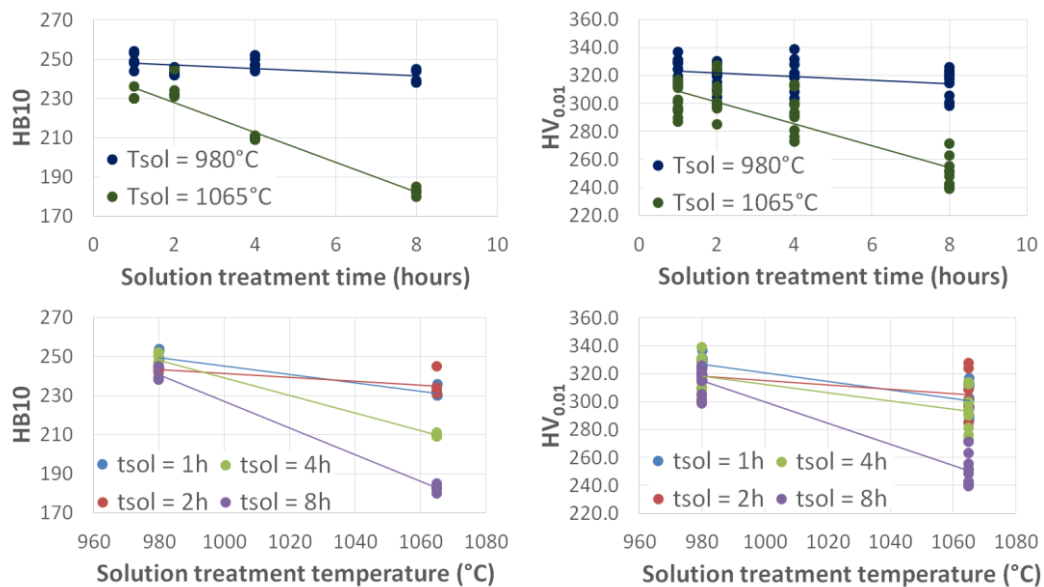 270
250
230
210
190
170
HB10
Tsol = 980°C
Tsol = 1065°C
0 2 4 6 8 10
Solution treatment time (hours)
360.0
340.0
320.0
300.0
280.0
260.0
240.0
220.0
HV0.01
Tsol = 980°C
Tsol = 1065°C
0 2 4 6 8 10
Solution treatment time (hours)
270
250
230
210
190
170
HB10
tsol = 1h tsol = 4h
tsol = 2h tsol = 8h
960 980 1000 1020 1040 1060 1080
Solution treatment temperature (°C)
360.0
340.0
320.0
300.0
280.0
260.0
240.0
220.0
HV0.01
tsol = 1h tsol = 4h
tsol = 2h tsol = 8h
960 980 1000 1020 1040 1060 1080
Solution treatment temperature (°C)